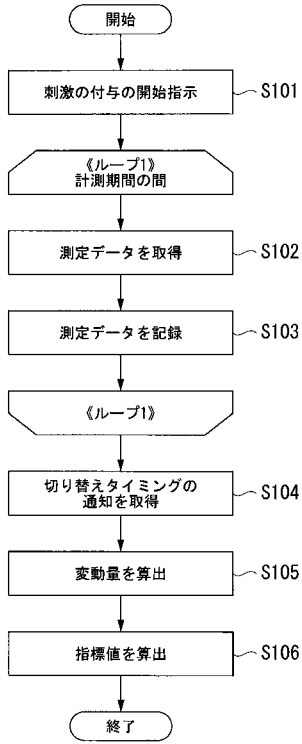 開始
刺激の付与の開始指示
S101
《ループ1》
計測期間の間
測定データを取得
S102
測定データを記録
S103
《ループ1》
切り替えタイミングの
通知を取得
S104
変動量を算出
S105
指標値を算出
S106
終了